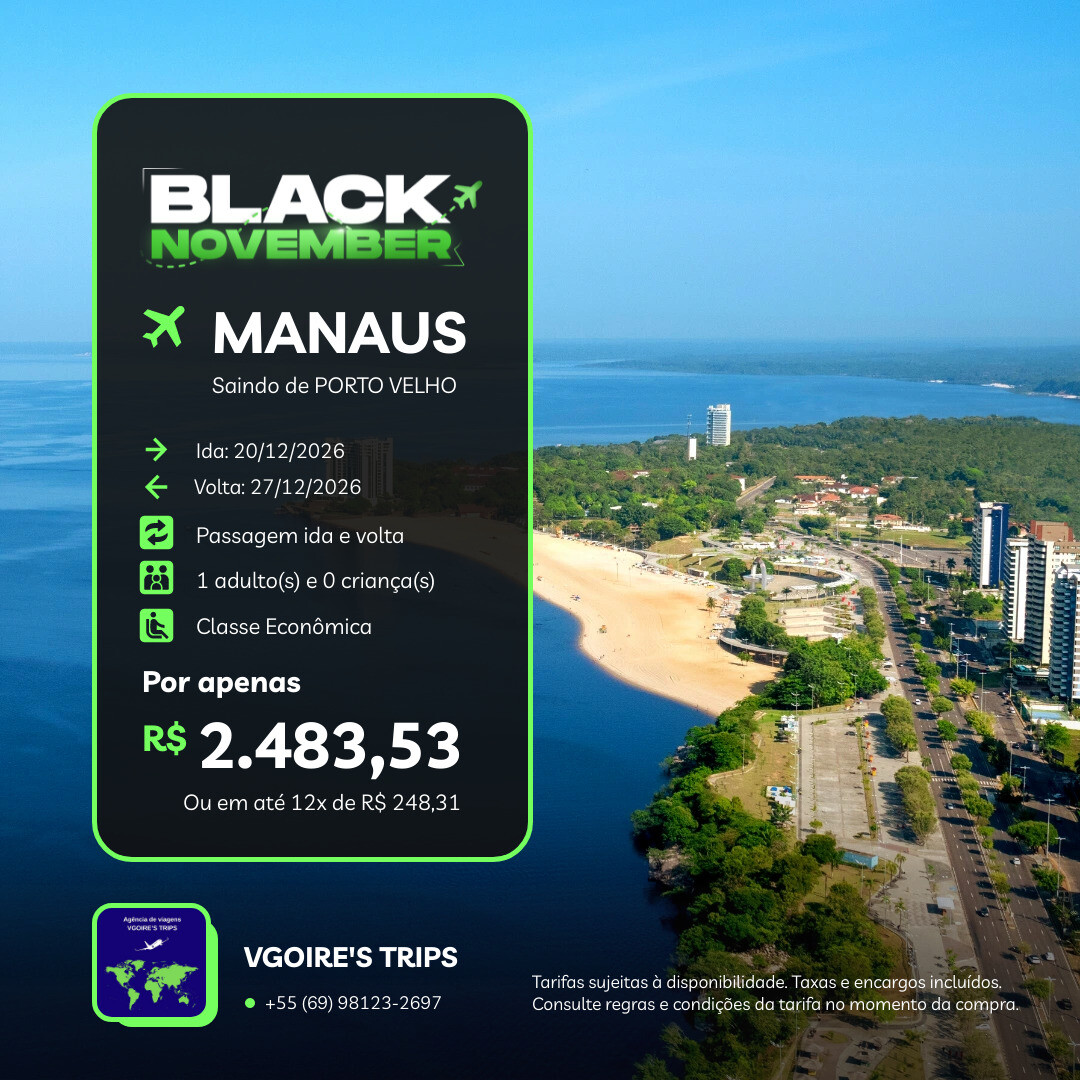 BLACK
NOVEMBER
MANAUS
Saindo de PORTO VELHO
Ida: 20/12/2026
Volta: 27/12/2026
Passagem ida e volta
1 adulto(s) e 0 criança(s)
Classe Econômica
Por apenas
R$ 2.483,53
Ou em até 12x de R$ 248,31
Agência de viagens
VGOIRE'S TRIPS
VGOIRE'S TRIPS
+55 (69) 98123-2697
Tarifas sujeitas à disponibilidade. Taxas e encargos incluídos.
Consulte regras e condições da tarifa no momento da compra.